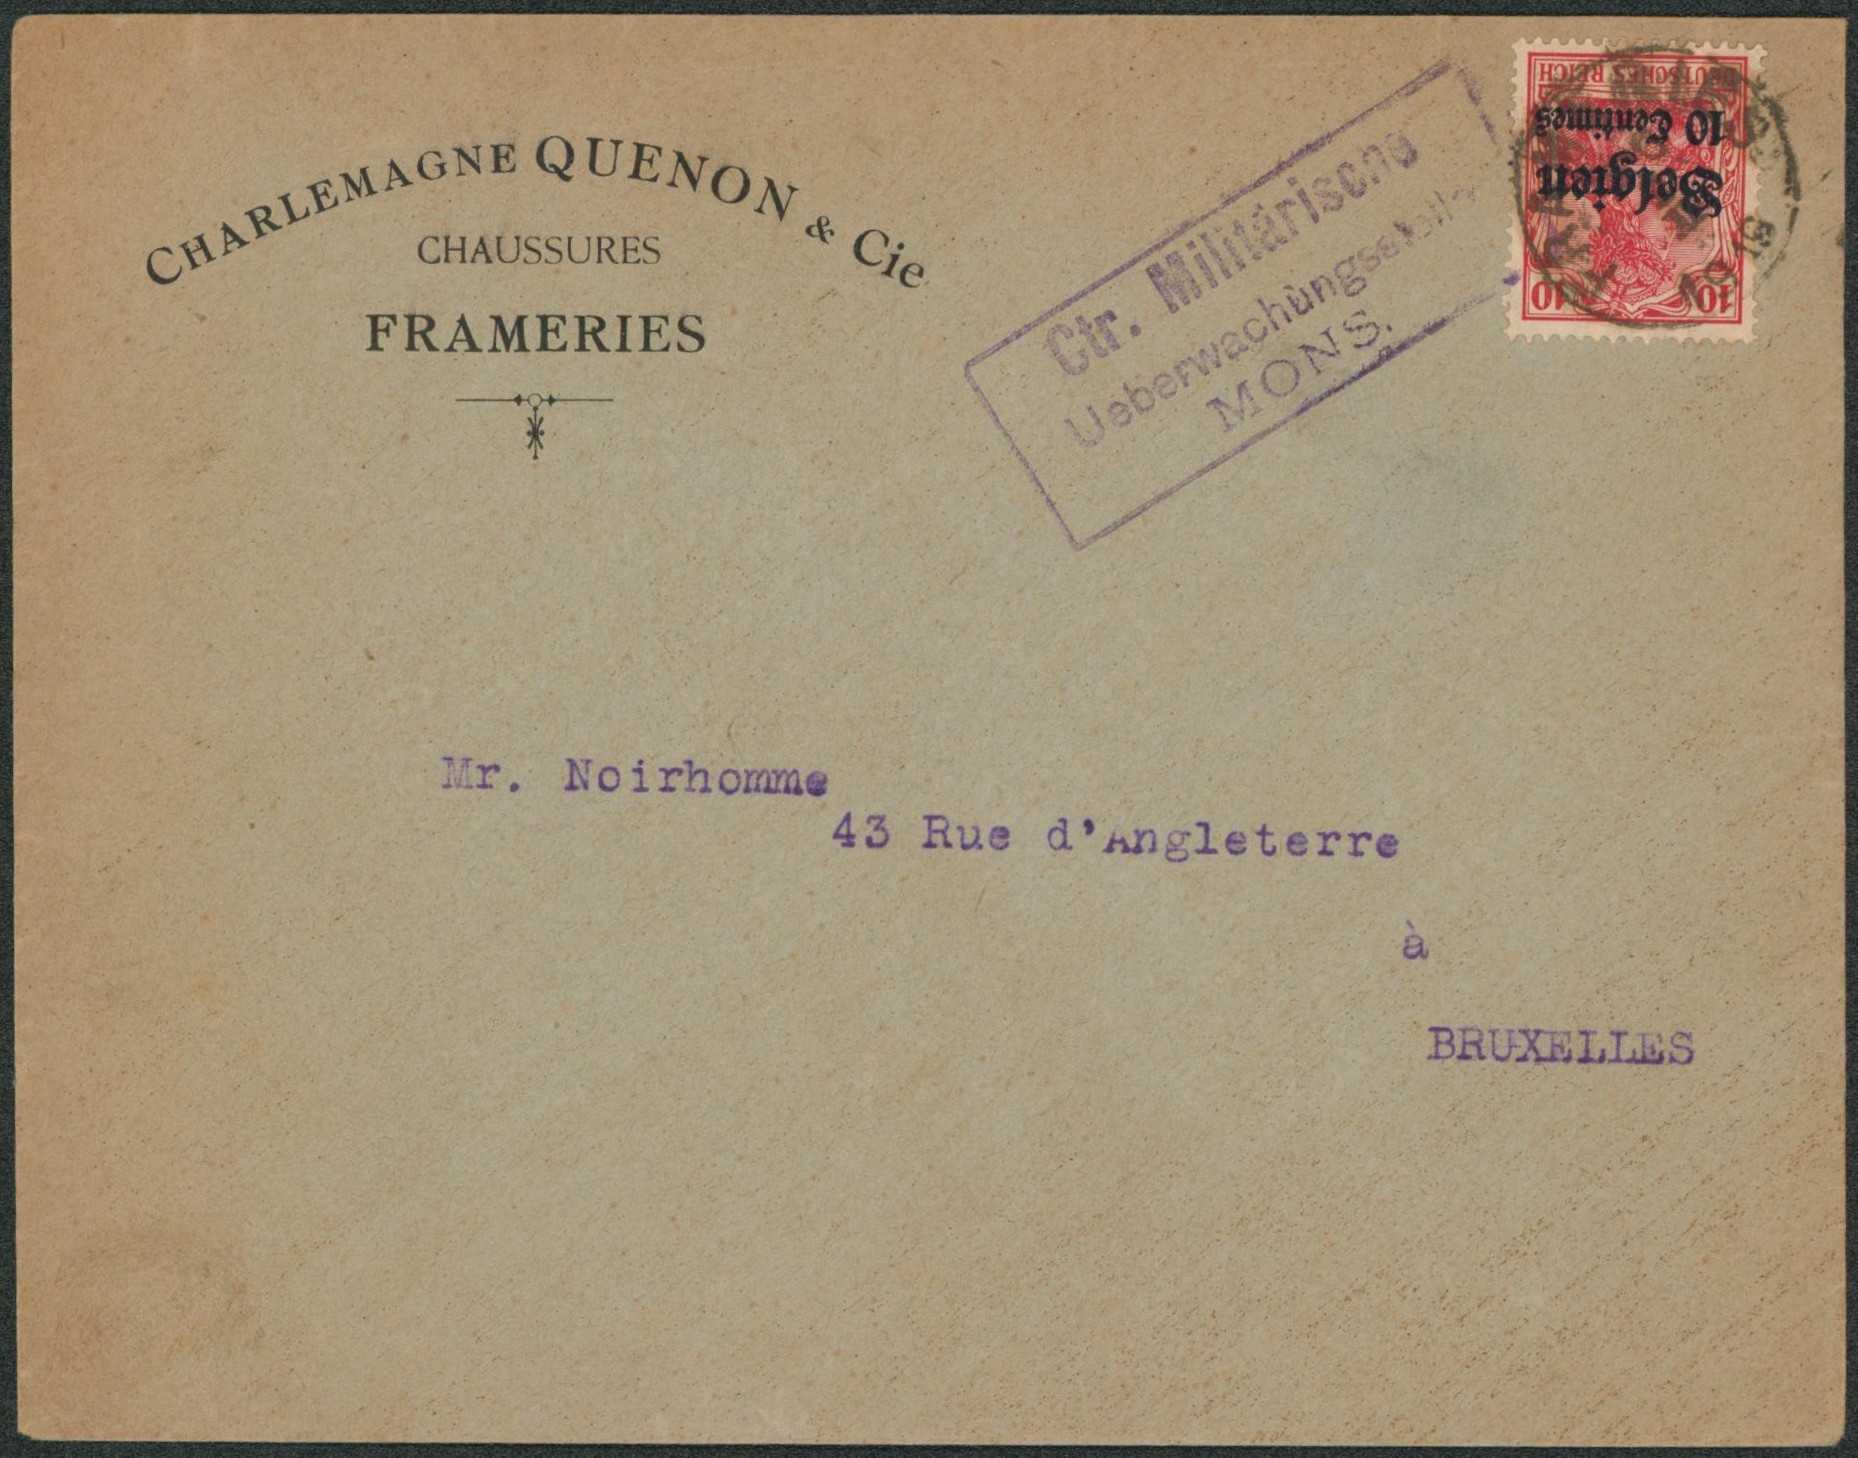 CHARLEMAGNE QUENON & Cie
CHAUSSURES
FRAMERIES
Ctr. Militärische
Ueberwachùngsstelle
MONS.
DEUTSCHES REICH
10 Centimes
Belgien
10 10
Mr. Noirhomme
43 Rue d'Angleterre
à
BRUXELLES